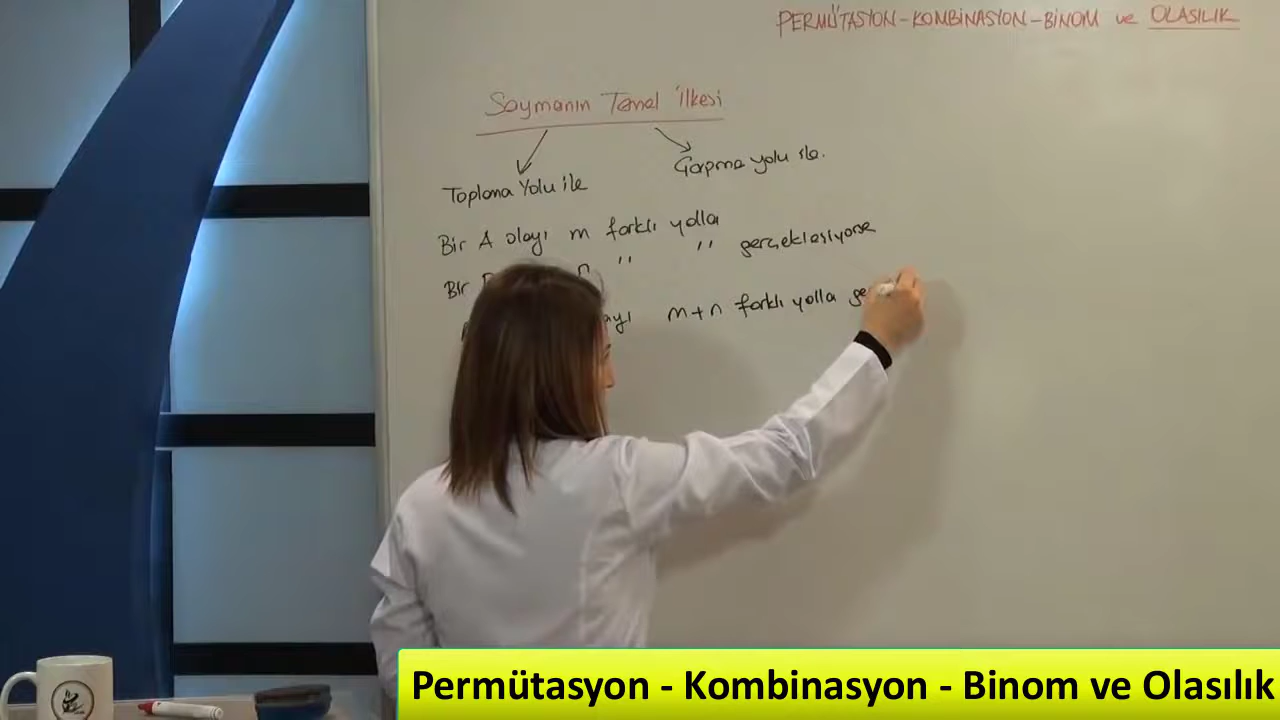 PERMÜTASYON-KOMBİNASYON-BİNOM ve OLASILIK
Saymanın Temel İlkesi
Toplama Yolu ile
Çarpma yolu ile.
Bir A olayı m farklı yolla
Bir n " " gerçekleşiyorsa
m+n farklı yolla
Permütasyon - Kombinasyon - Binom ve Olasılık